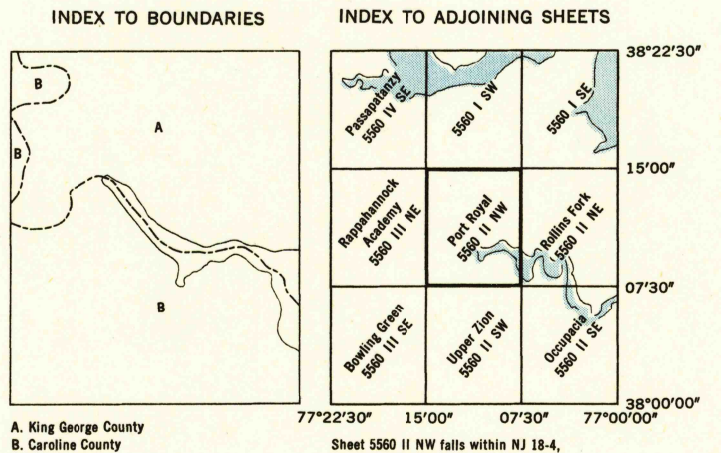 INDEX TO BOUNDARIES
B
A
B
B
A. King George County
B. Caroline County
INDEX TO ADJOINING SHEETS
38°22'30"
Passapatanzy
5560 IV SE
5560 I SW
5560 I SE
15'00"
Rappahannock
Academy
5560 III NE
Port Royal
5560 II NW
Rollins Fork
5560 II NE
07'30"
Bowling Green
5560 III SE
Upper Zion
5560 II SW
Occupacia
5560 II SE
38°00'00"
77°22'30"
15'00"
07'30"
77°00'00"
Sheet 5560 II NW falls within NJ 18-4,